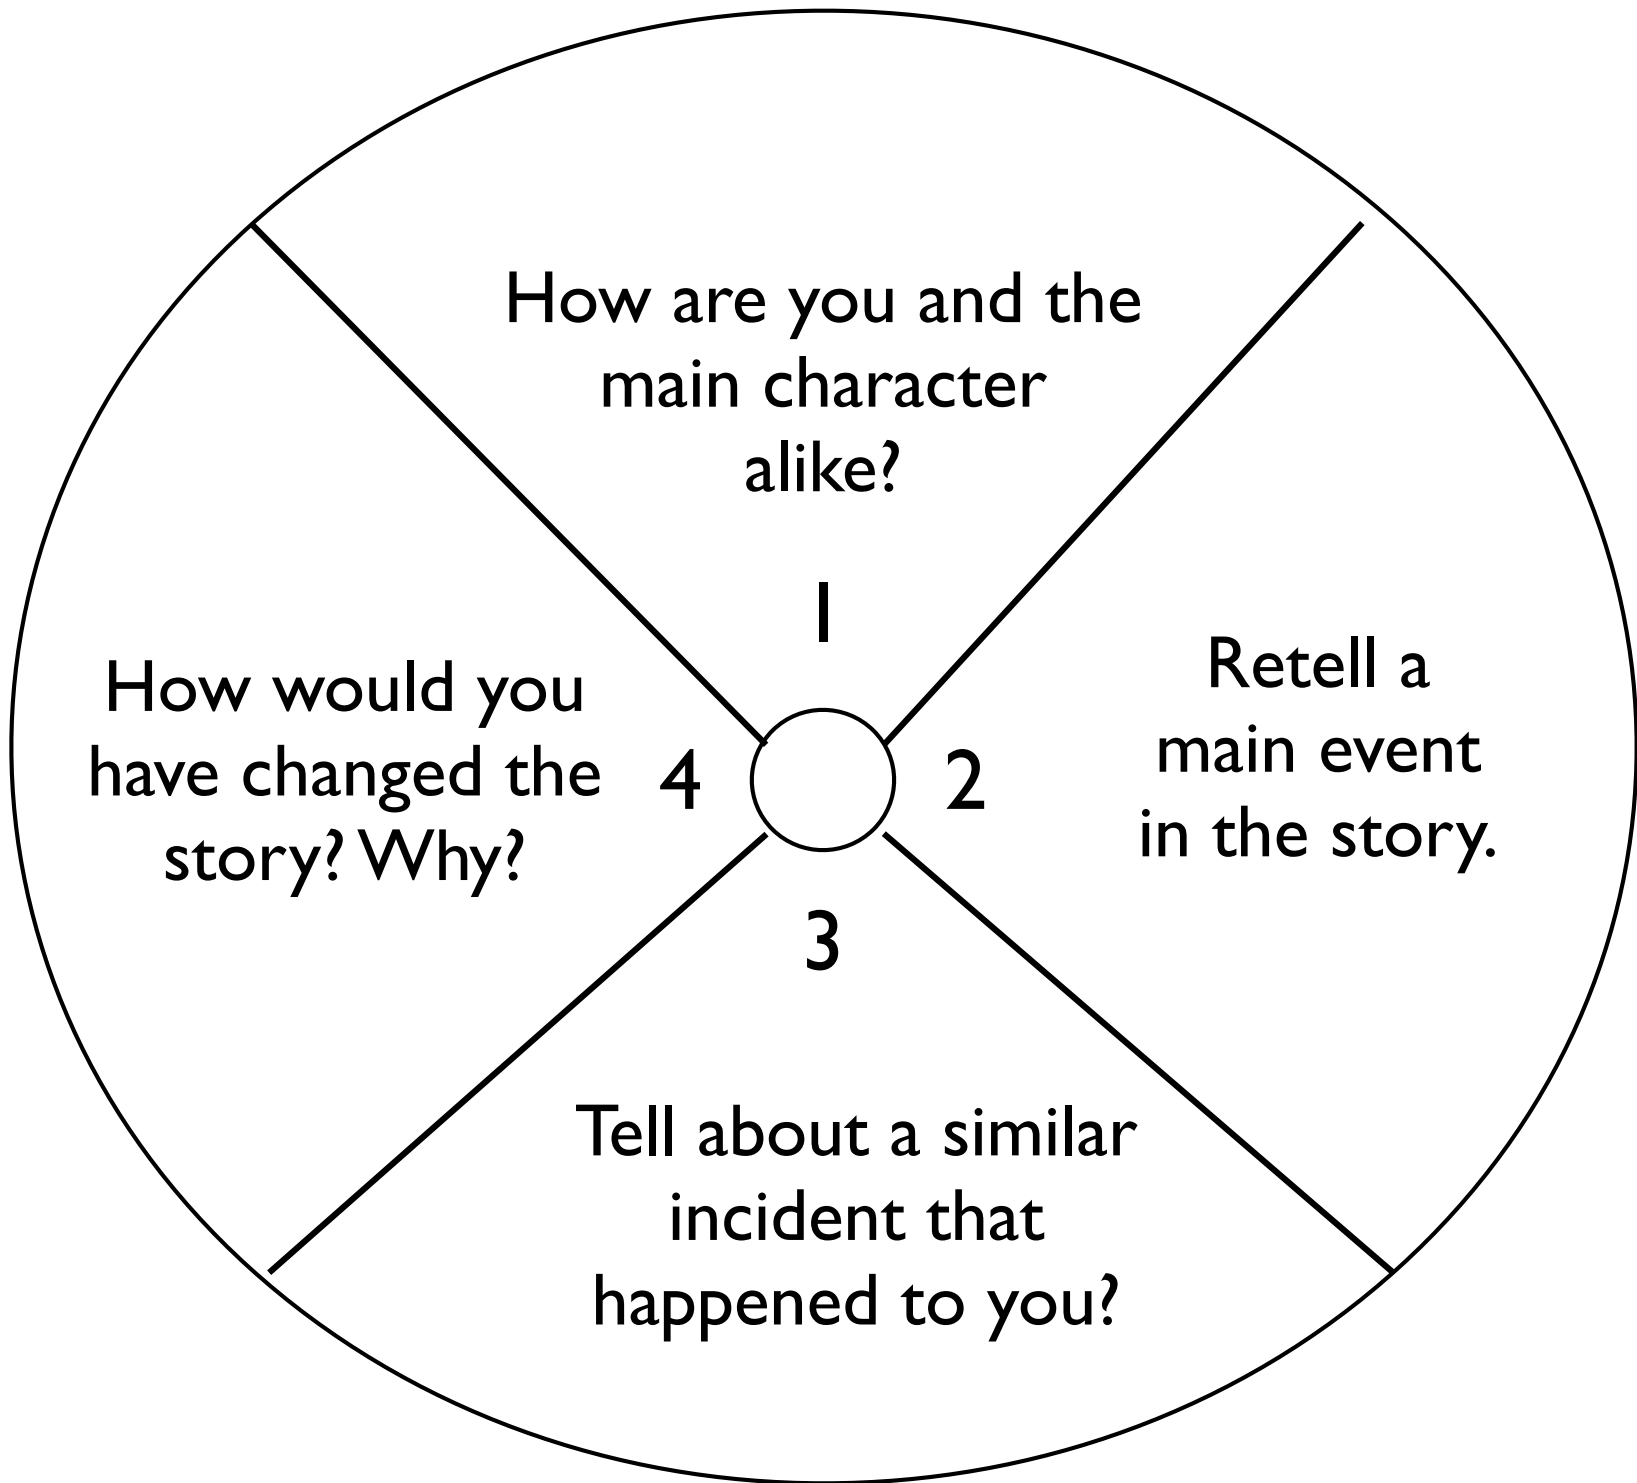 How are you and the
main character
alike?
1
Retell a
main event
in the story.
2
3
Tell about a similar
incident that
happened to you?
How would you
have changed the
story? Why?
4